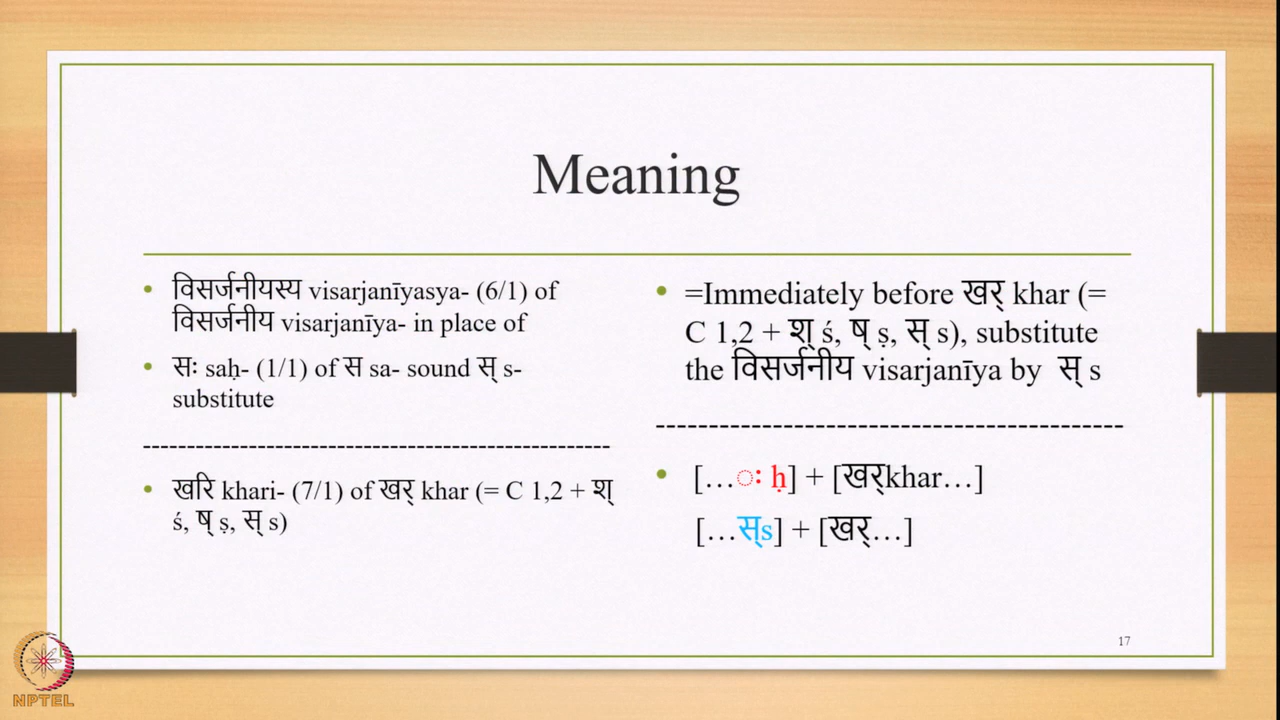 Meaning
• विसर्जनीयस्य visarjanīyasya- (6/1) of
विसर्जनीय visarjanīya- in place of
• सः saḥ- (1/1) of स sa- sound स् s-
substitute
-----------------------------------------------------
• खरि khari- (7/1) of खर् khar (= C 1,2 + श्
ś, ष् ṣ, स् s)
• =Immediately before खर् khar (=
C 1,2 + श् ś, ष् ṣ, स् s), substitute
the विसर्जनीय visarjanīya by स् s
-------------------------------------------
• […ः ḥ] + [खर्khar…]
[…स्s] + [खर्…]
17
NPTEL